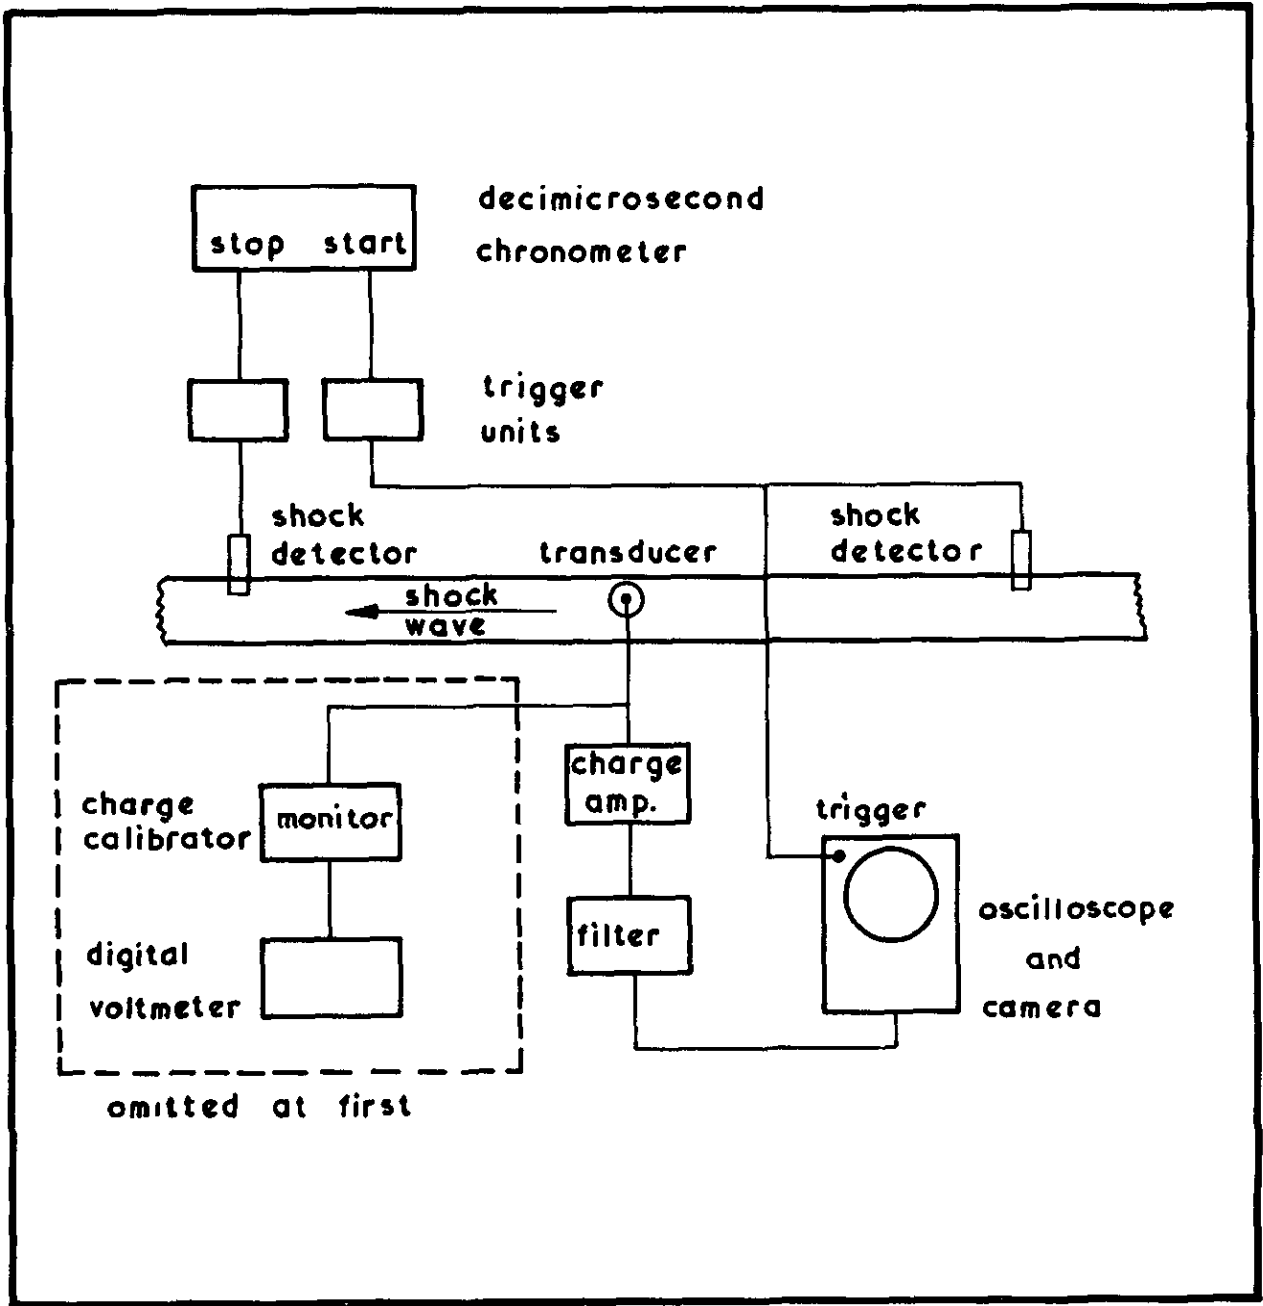 decimicrosecond
chronometer
stop start
trigger
units
shock
detector
transducer
shock
detector
shock
wave
charge
calibrator
monitor
charge
amp.
trigger
digital
voltmeter
filter
oscilloscope
and
camera
omitted at first